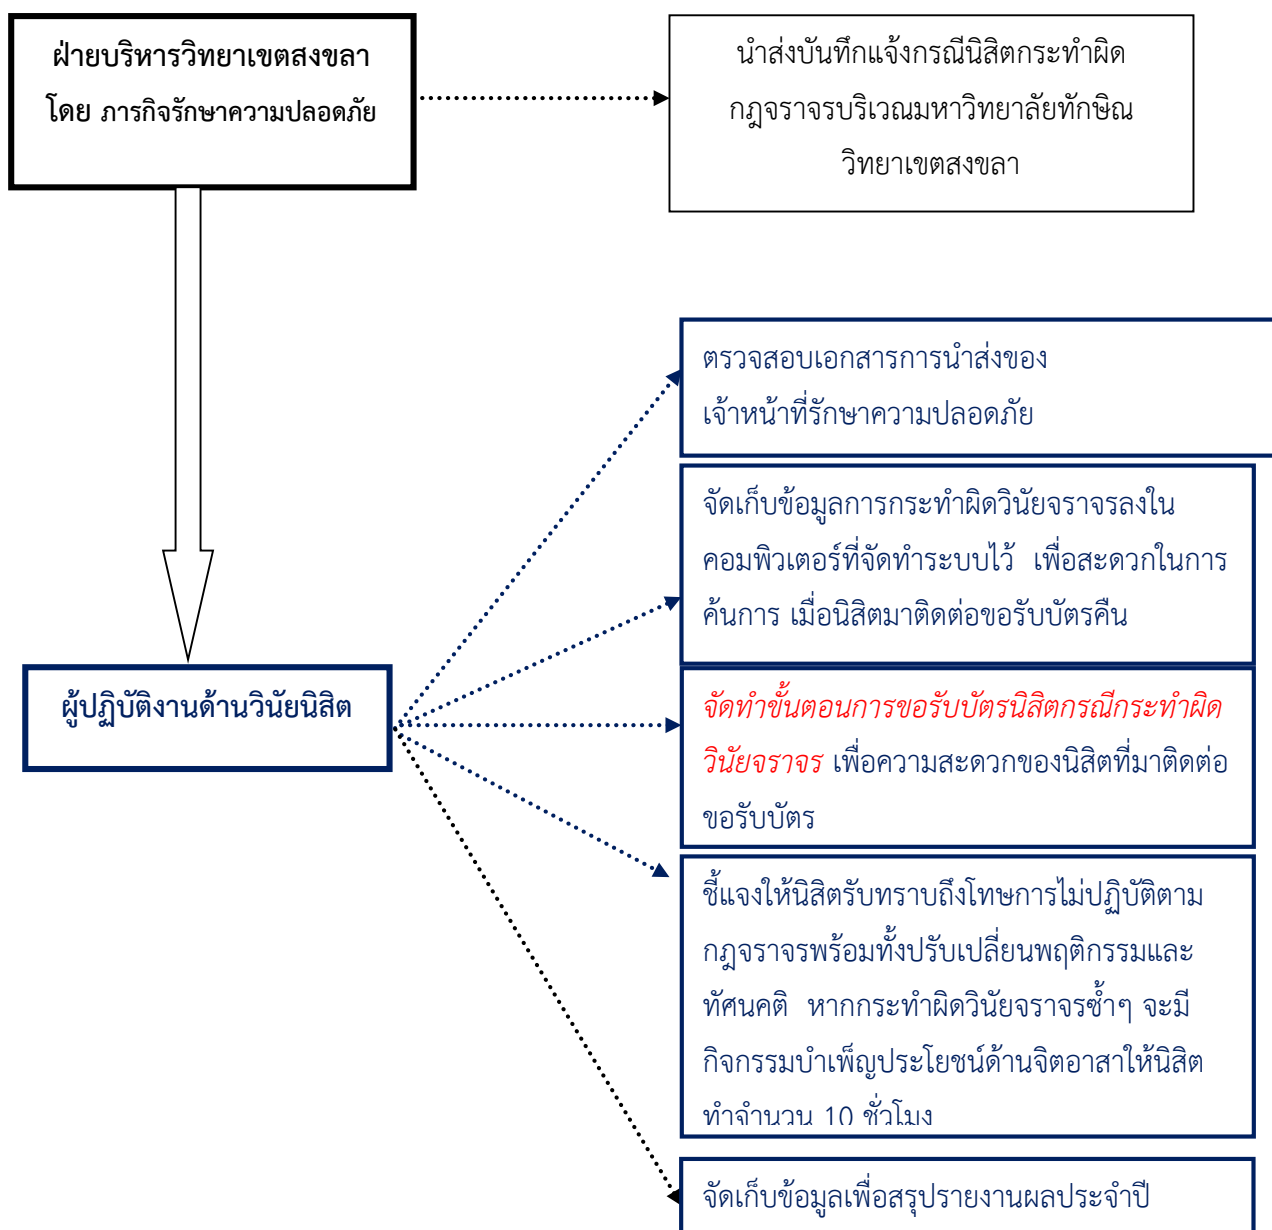 ฝ่ายบริหารวิทยาเขตสงขลา
โดย ภารกิจรักษาความปลอดภัย
นำส่งบันทึกแจ้งกรณีนิสิตกระทำผิด
กฎจราจรบริเวณมหาวิทยาลัยทักษิณ
วิทยาเขตสงขลา
ตรวจสอบเอกสารการนำส่งของ
เจ้าหน้าที่รักษาความปลอดภัย
จัดเก็บข้อมูลการกระทำผิดวินัยจราจรลงใน
คอมพิวเตอร์ที่จัดทำระบบไว้ เพื่อสะดวกในการ
ค้นการ เมื่อนิสิตมาติดต่อขอรับบัตรคืน
ผู้ปฏิบัติงานด้านวินัยนิสิต
จัดทำขั้นตอนการขอรับบัตรนิสิตกรณีกระทำผิด
วินัยจราจร เพื่อความสะดวกของนิสิตที่มาติดต่อ
ขอรับบัตร
ชี้แจงให้นิสิตรับทราบถึงโทษการไม่ปฏิบัติตาม
กฎจราจรพร้อมทั้งปรับเปลี่ยนพฤติกรรมและ
ทัศนคติ หากกระทำผิดวินัยจราจรซ้ำๆ จะมี
กิจกรรมบำเพ็ญประโยชน์ด้านจิตอาสาให้นิสิต
ทำจำนวน 10 ชั่วโมง
จัดเก็บข้อมูลเพื่อสรุปรายงานผลประจำปี